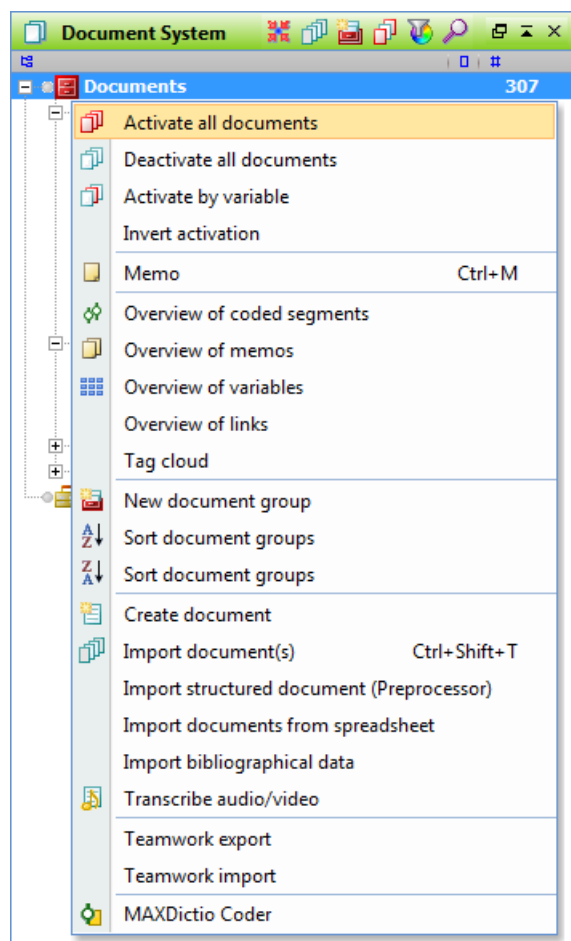 Document System
Documents 307
Activate all documents
Deactivate all documents
Activate by variable
Invert activation
Memo Ctrl+M
Overview of coded segments
Overview of memos
Overview of variables
Overview of links
Tag cloud
New document group
A Z Sort document groups
Z A Sort document groups
Create document
Import document(s) Ctrl+Shift+T
Import structured document (Preprocessor)
Import documents from spreadsheet
Import bibliographical data
Transcribe audio/video
Teamwork export
Teamwork import
MAXDictio Coder